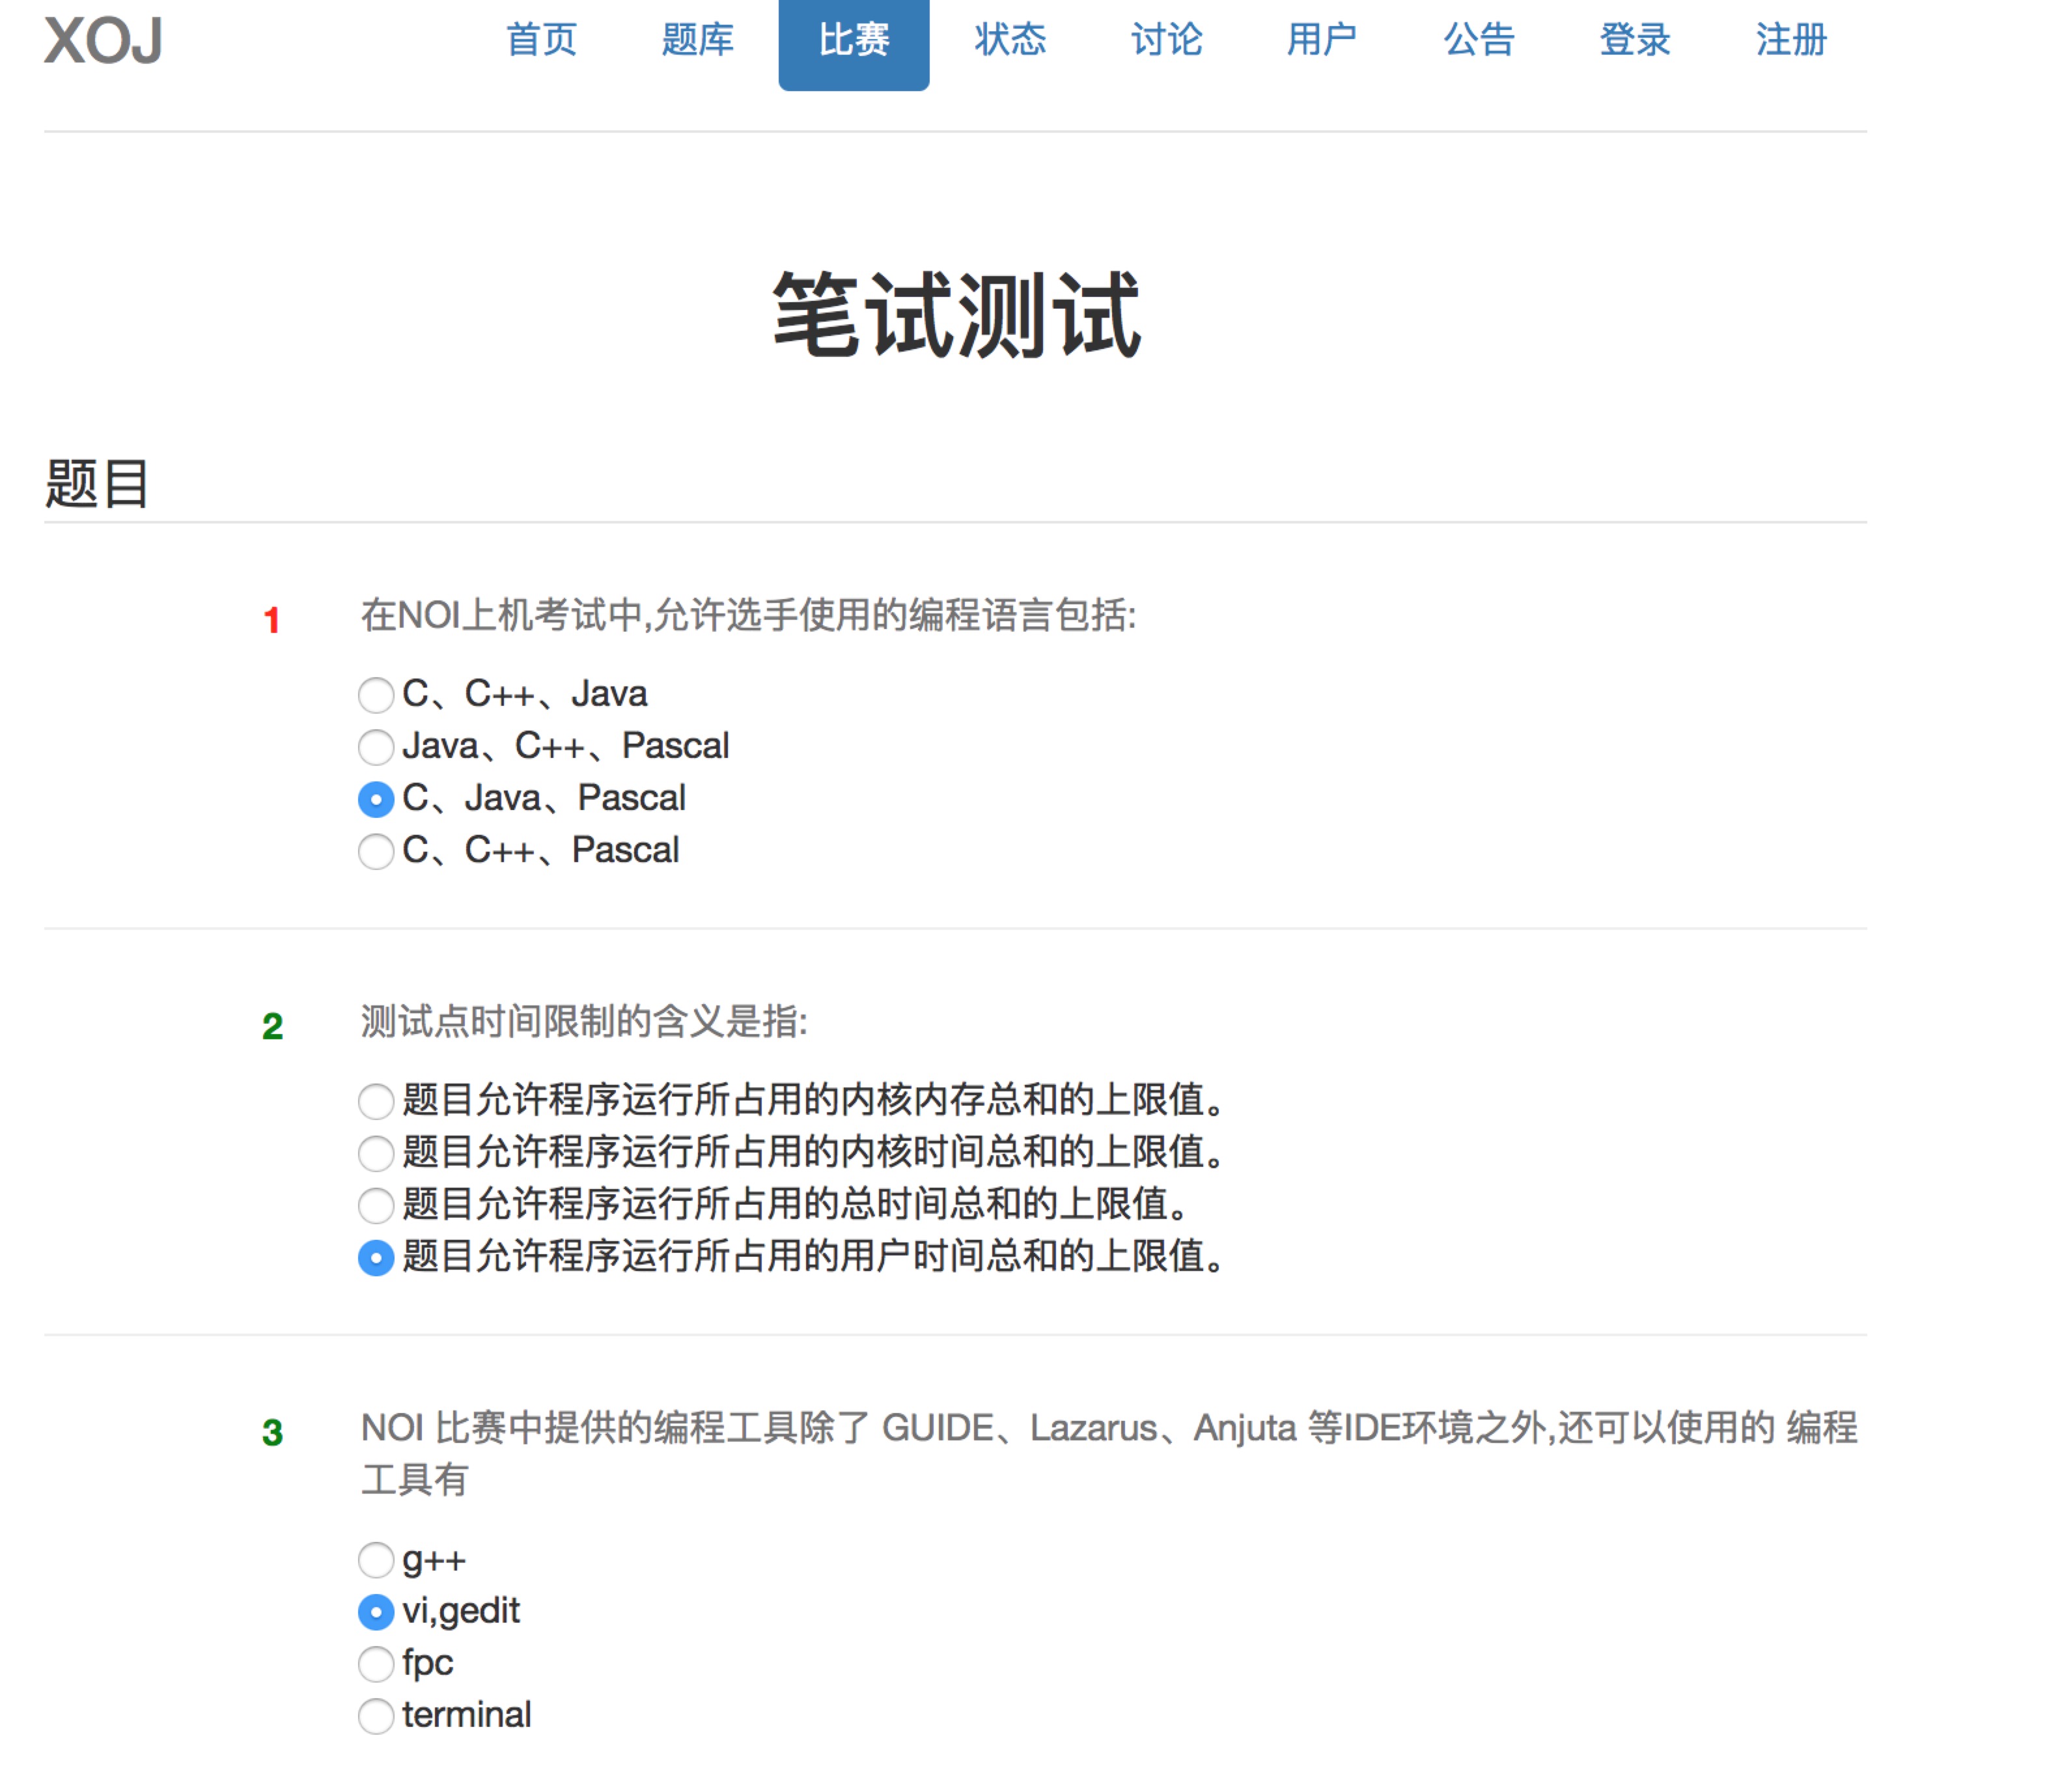 XOJ 首页 题库 比赛 状态 讨论 用户 公告 登录 注册
笔试测试
题目
1 在NOI上机考试中,允许选手使用的编程语言包括:
C、C++、Java
Java、C++、Pascal
C、Java、Pascal
C、C++、Pascal
2 测试点时间限制的含义是指:
题目允许程序运行所占用的内核内存总和的上限值。
题目允许程序运行所占用的内核时间总和的上限值。
题目允许程序运行所占用的总时间总和的上限值。
题目允许程序运行所占用的用户时间总和的上限值。
3 NOI 比赛中提供的编程工具除了 GUIDE、Lazarus、Anjuta 等IDE环境之外,还可以使用的 编程
工具有
g++
vi,gedit
fpc
terminal